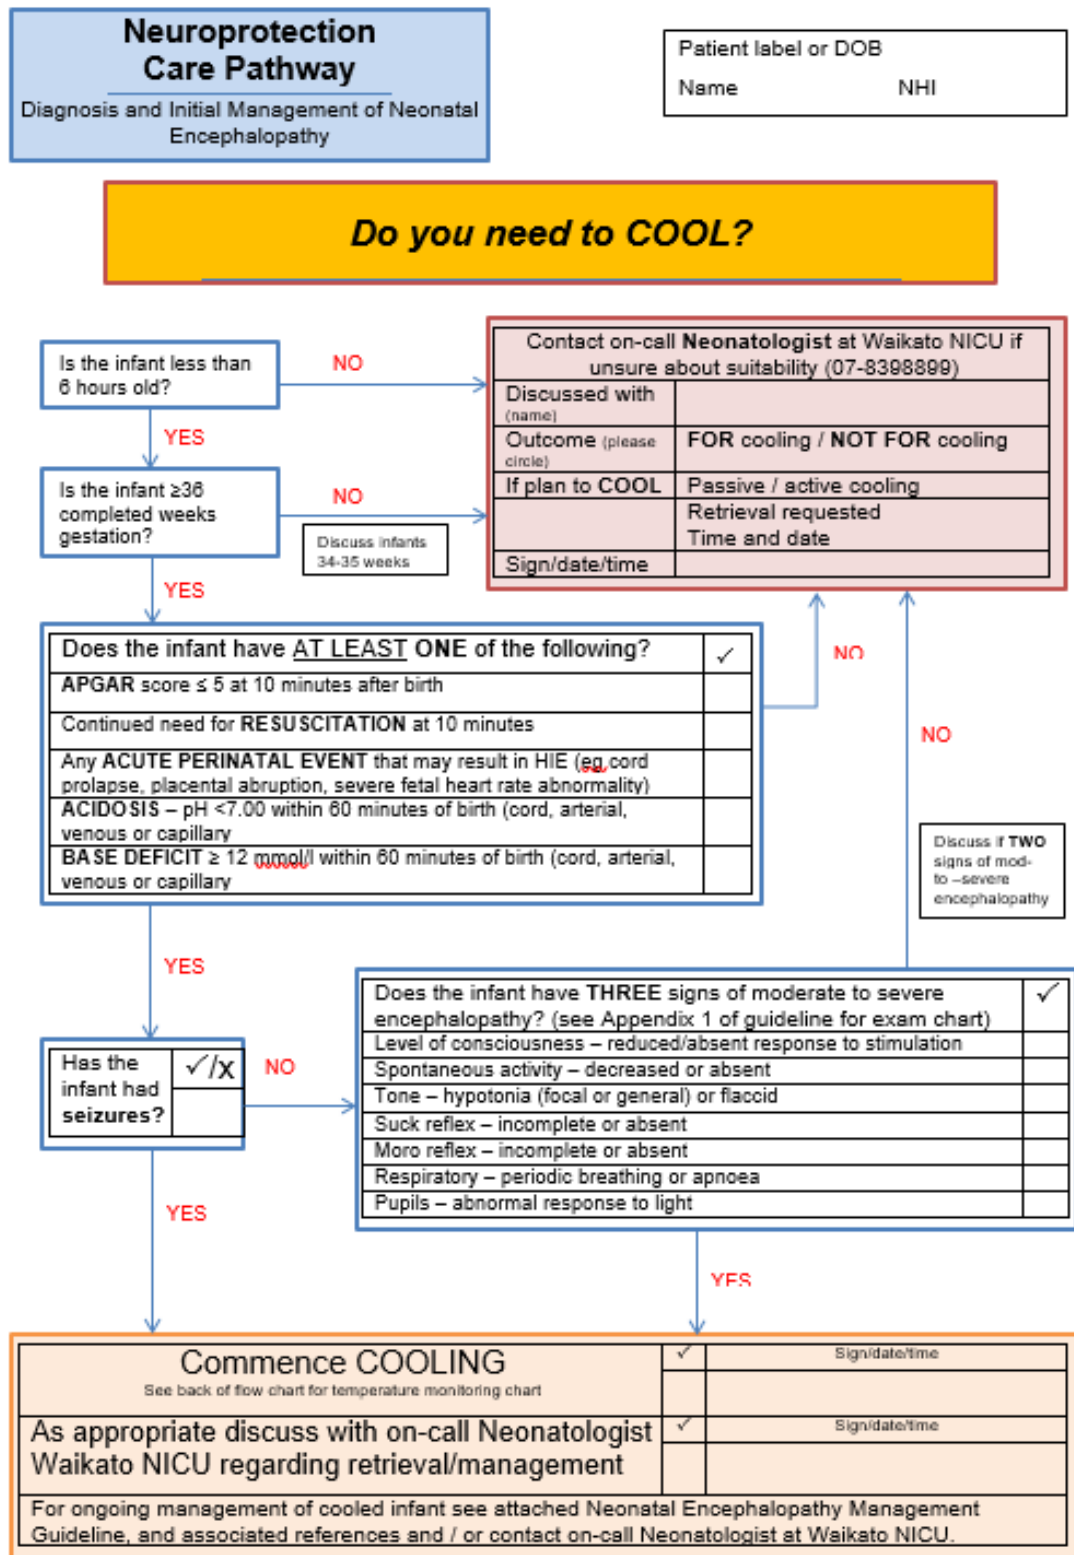 Neuroprotection
Care Pathway
Diagnosis and Initial Management of Neonatal
Encephalopathy
Patient label or DOB
Name NHI
Do you need to COOL?
Is the infant less than
6 hours old?
NO
YES
Contact on-call Neonatologist at Waikato NICU if
unsure about suitability (07-8398899)
Discussed with
(name)
Outcome (please
circle)
FOR cooling / NOT FOR cooling
If plan to COOL
Passive / active cooling
Retrieval requested
Time and date
Sign/date/time
Is the infant ≥36
completed weeks
gestation?
NO
Discuss infants
34-35 weeks
YES
Does the infant have AT LEAST ONE of the following? ✓
APGAR score ≤ 5 at 10 minutes after birth
Continued need for RESUSCITATION at 10 minutes
Any ACUTE PERINATAL EVENT that may result in HIE (eg cord
prolapse, placental abruption, severe fetal heart rate abnormality)
ACIDOSIS – pH <7.00 within 60 minutes of birth (cord, arterial,
venous or capillary
BASE DEFICIT ≥ 12 mmol/l within 60 minutes of birth (cord, arterial,
venous or capillary
NO
NO
Discuss if TWO
signs of mod-
to –severe
encephalopathy
YES
Has the
infant had
seizures?
✓/x
NO
YES
Does the infant have THREE signs of moderate to severe
encephalopathy? (see Appendix 1 of guideline for exam chart)
✓
Level of consciousness – reduced/absent response to stimulation
Spontaneous activity – decreased or absent
Tone – hypotonia (focal or general) or flaccid
Suck reflex – incomplete or absent
Moro reflex – incomplete or absent
Respiratory – periodic breathing or apnoea
Pupils – abnormal response to light
YES
Commence COOLING
See back of flow chart for temperature monitoring chart
✓ Sign/date/time
As appropriate discuss with on-call Neonatologist
Waikato NICU regarding retrieval/management
✓ Sign/date/time
For ongoing management of cooled infant see attached Neonatal Encephalopathy Management
Guideline, and associated references and / or contact on-call Neonatologist at Waikato NICU.